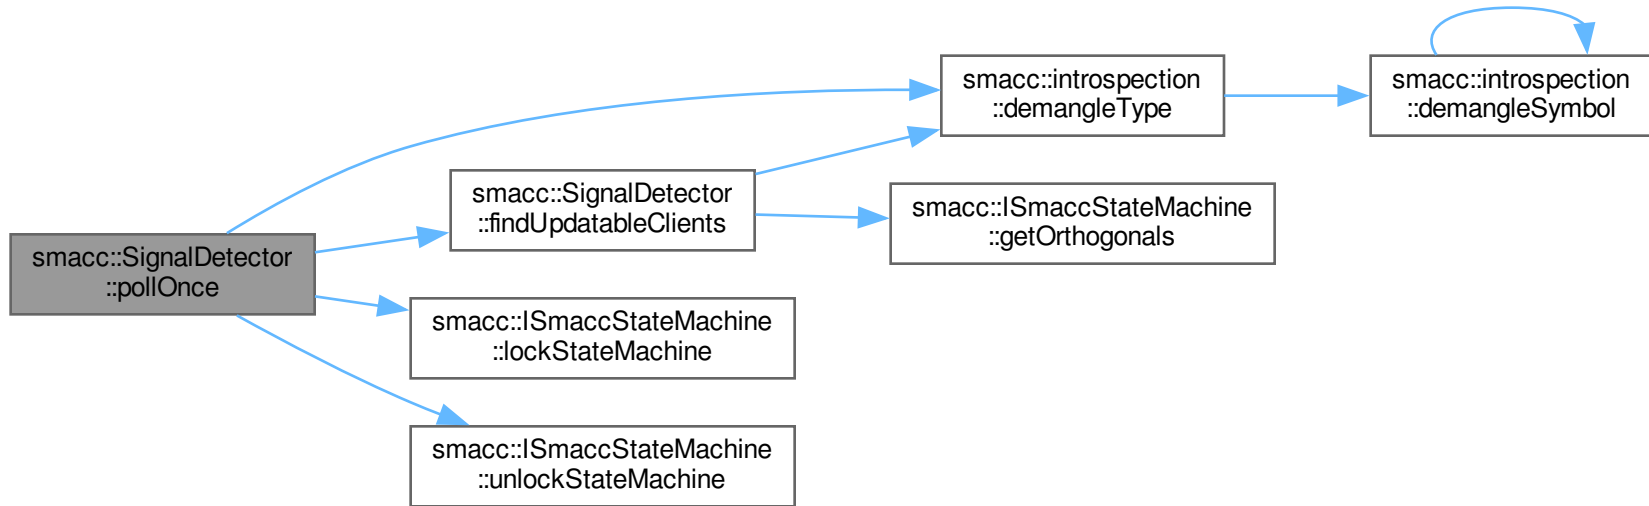 smacc::SignalDetector
::pollOnce
smacc::SignalDetector
::findUpdatableClients
smacc::ISmaccStateMachine
::lockStateMachine
smacc::ISmaccStateMachine
::unlockStateMachine
smacc::introspection
::demangleType
smacc::ISmaccStateMachine
::getOrthogonals
smacc::introspection
::demangleSymbol